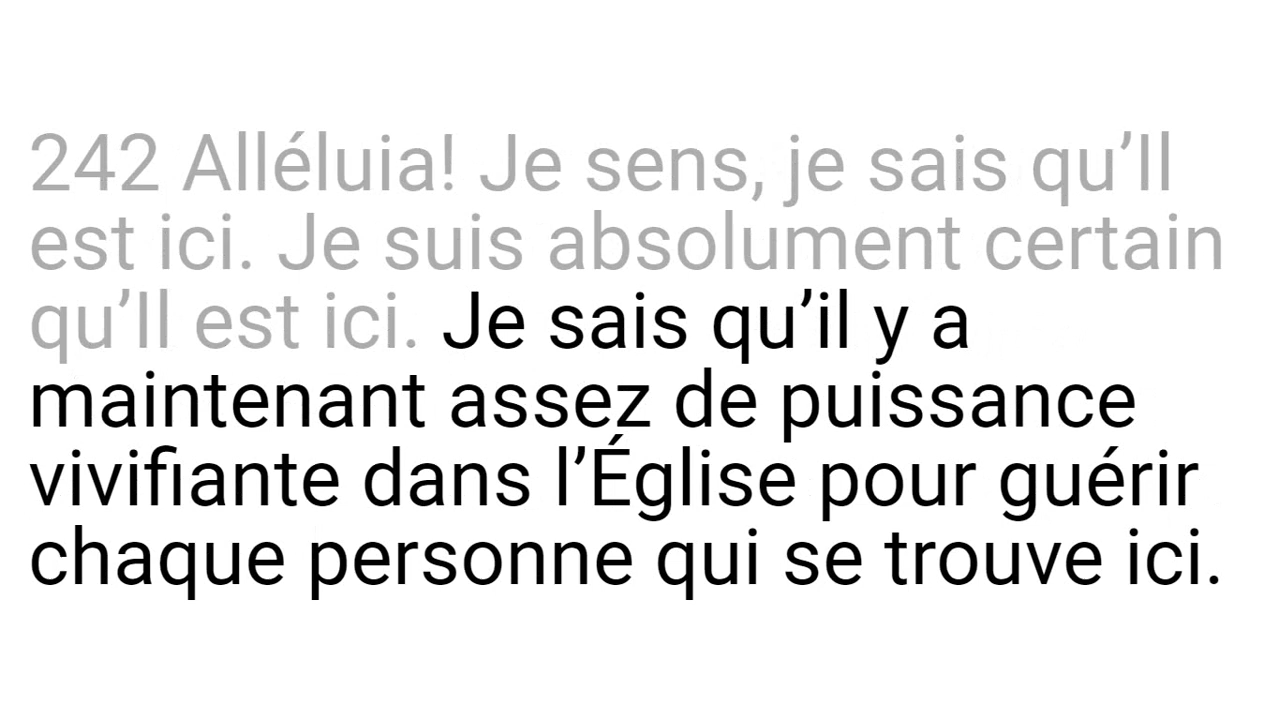 242 Alléluia! Je sens, je sais qu’Il
est ici. Je suis absolument certain
qu’Il est ici. Je sais qu’il y a
maintenant assez de puissance
vivifiante dans l’Église pour guérir
chaque personne qui se trouve ici.